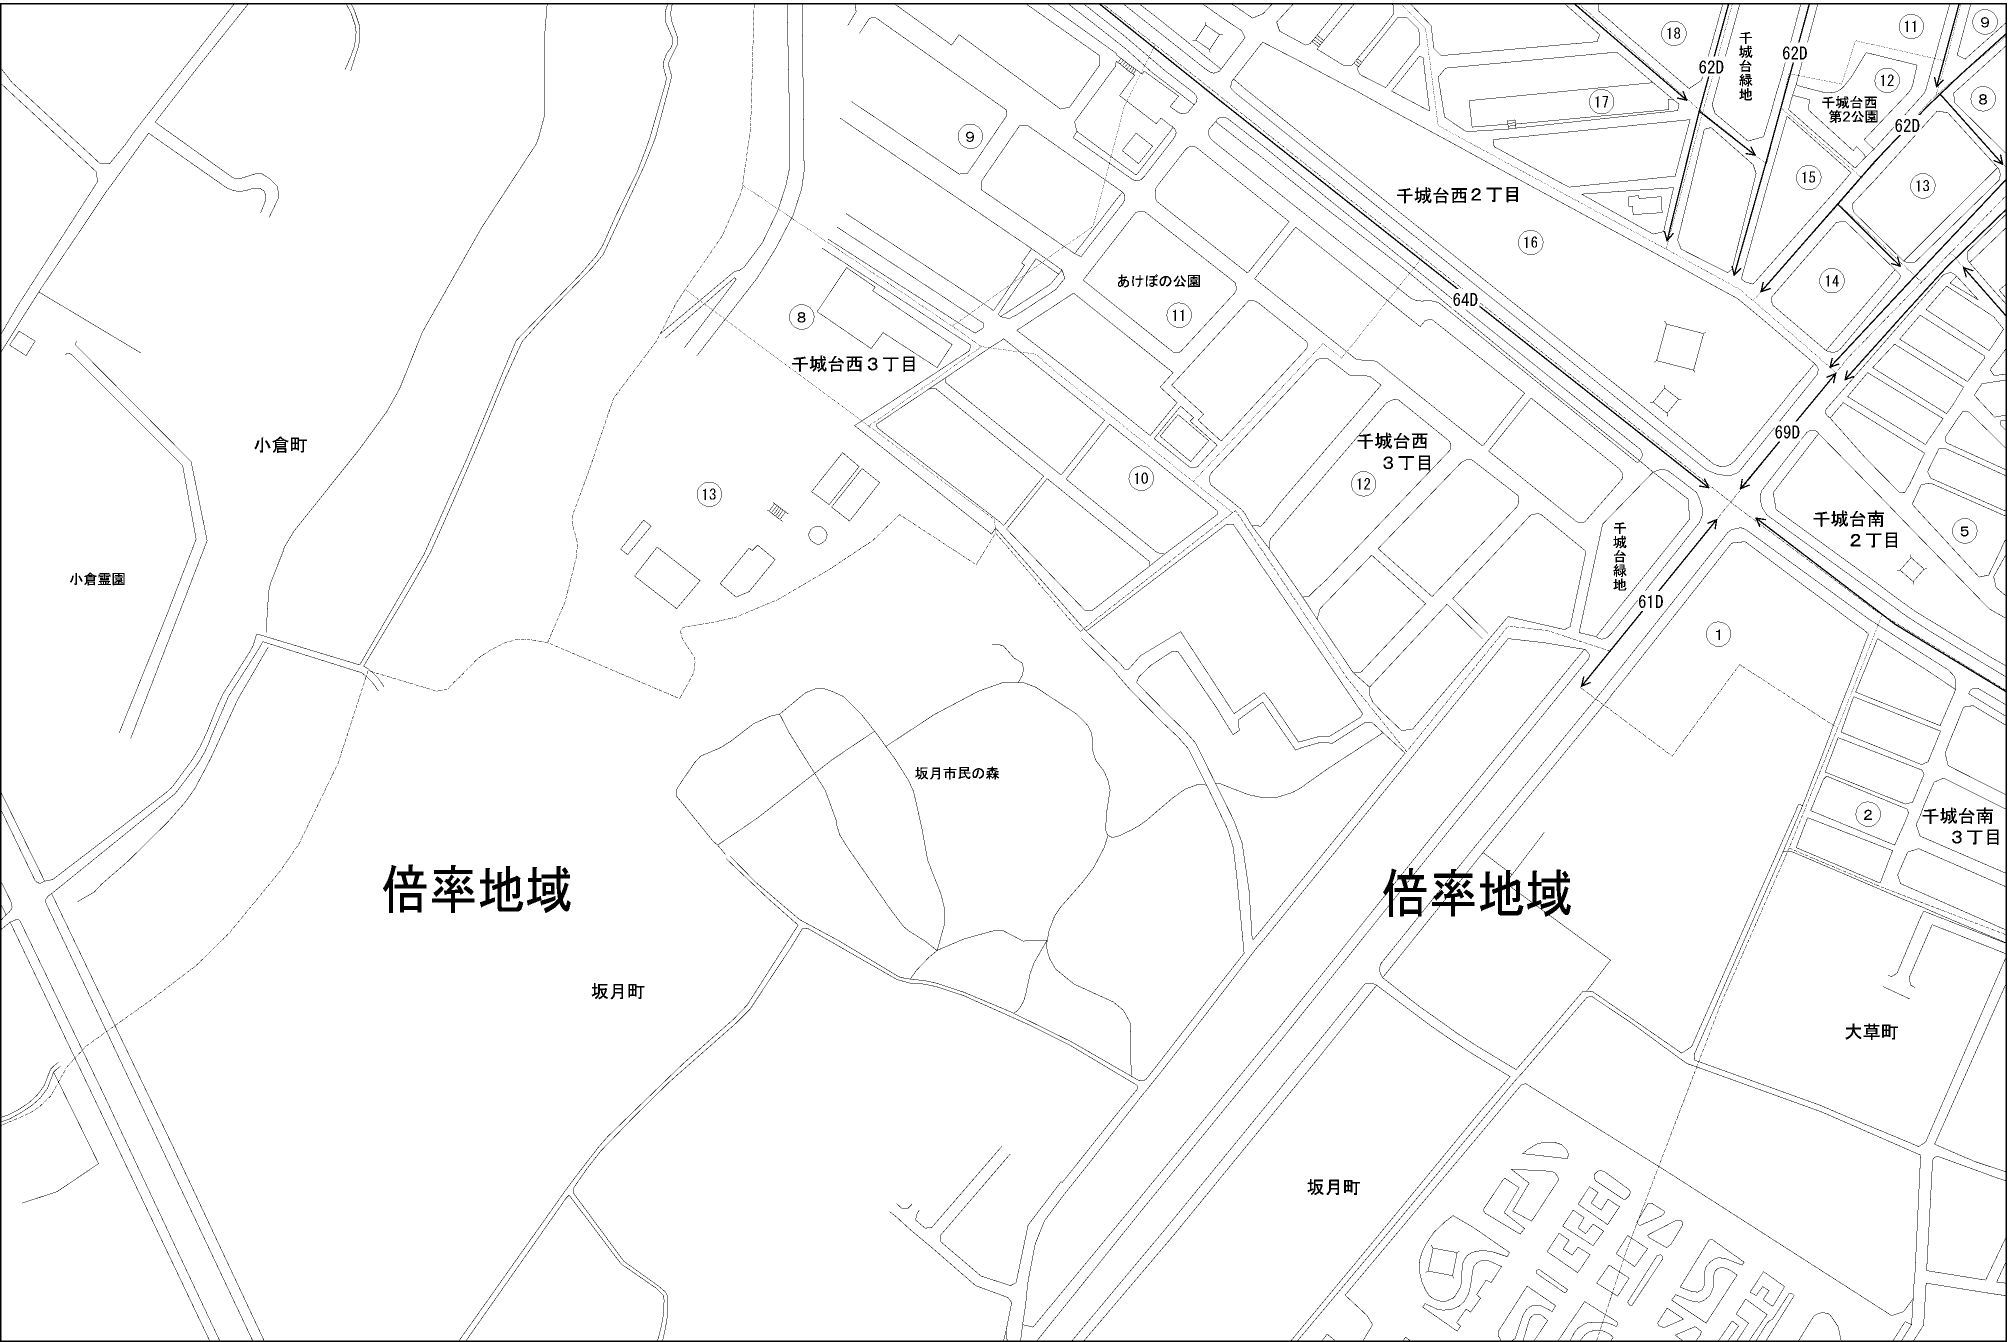 18
千城台緑地
11
9
62D
62D
12
17
千城台西
第2公園
8
62D
9
15
13
千城台西2丁目
16
あけぼの公園
14
11
8
64D
千城台西3丁目
69D
小倉町
千城台西
3丁目
10
12
13
千城台南
2丁目
5
千城台緑地
小倉霊園
61D
1
坂月市民の森
2
千城台南
3丁目
倍率地域
倍率地域
坂月町
大草町
坂月町